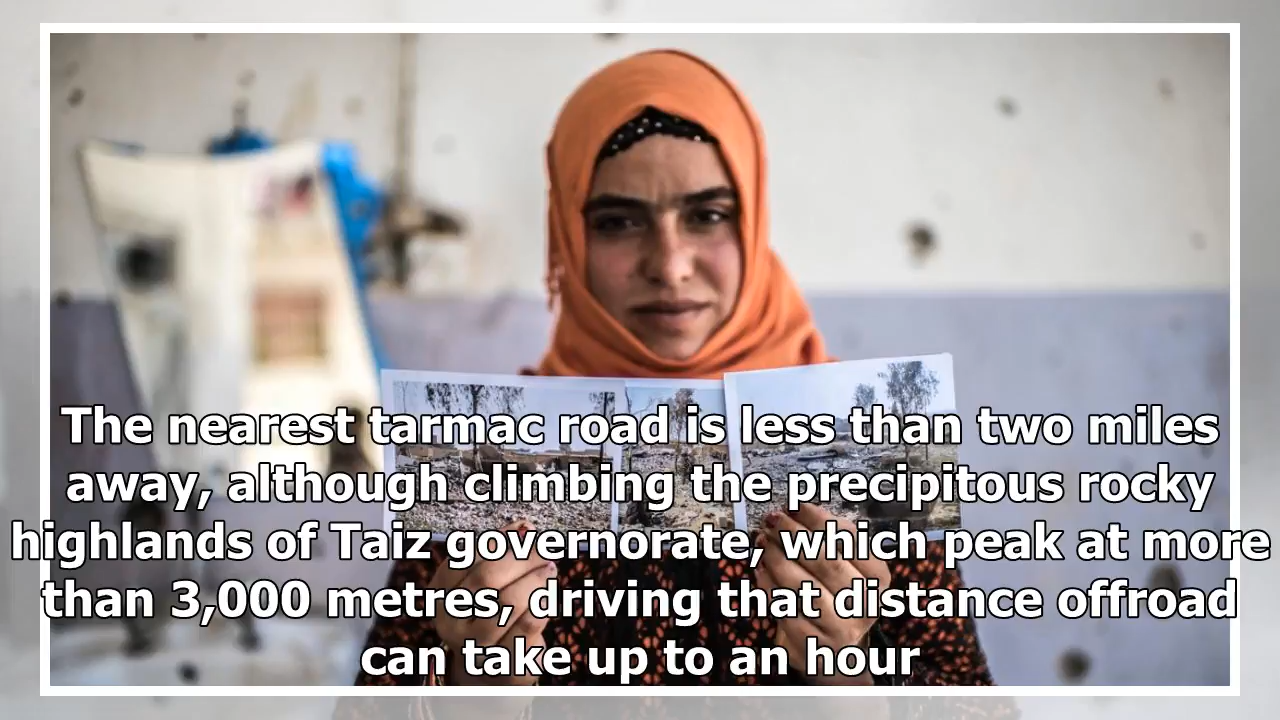 The nearest tarmac road is less than two miles
away, although climbing the precipitous rocky
highlands of Taiz governorate, which peak at more
than 3,000 metres, driving that distance offroad
can take up to an hour